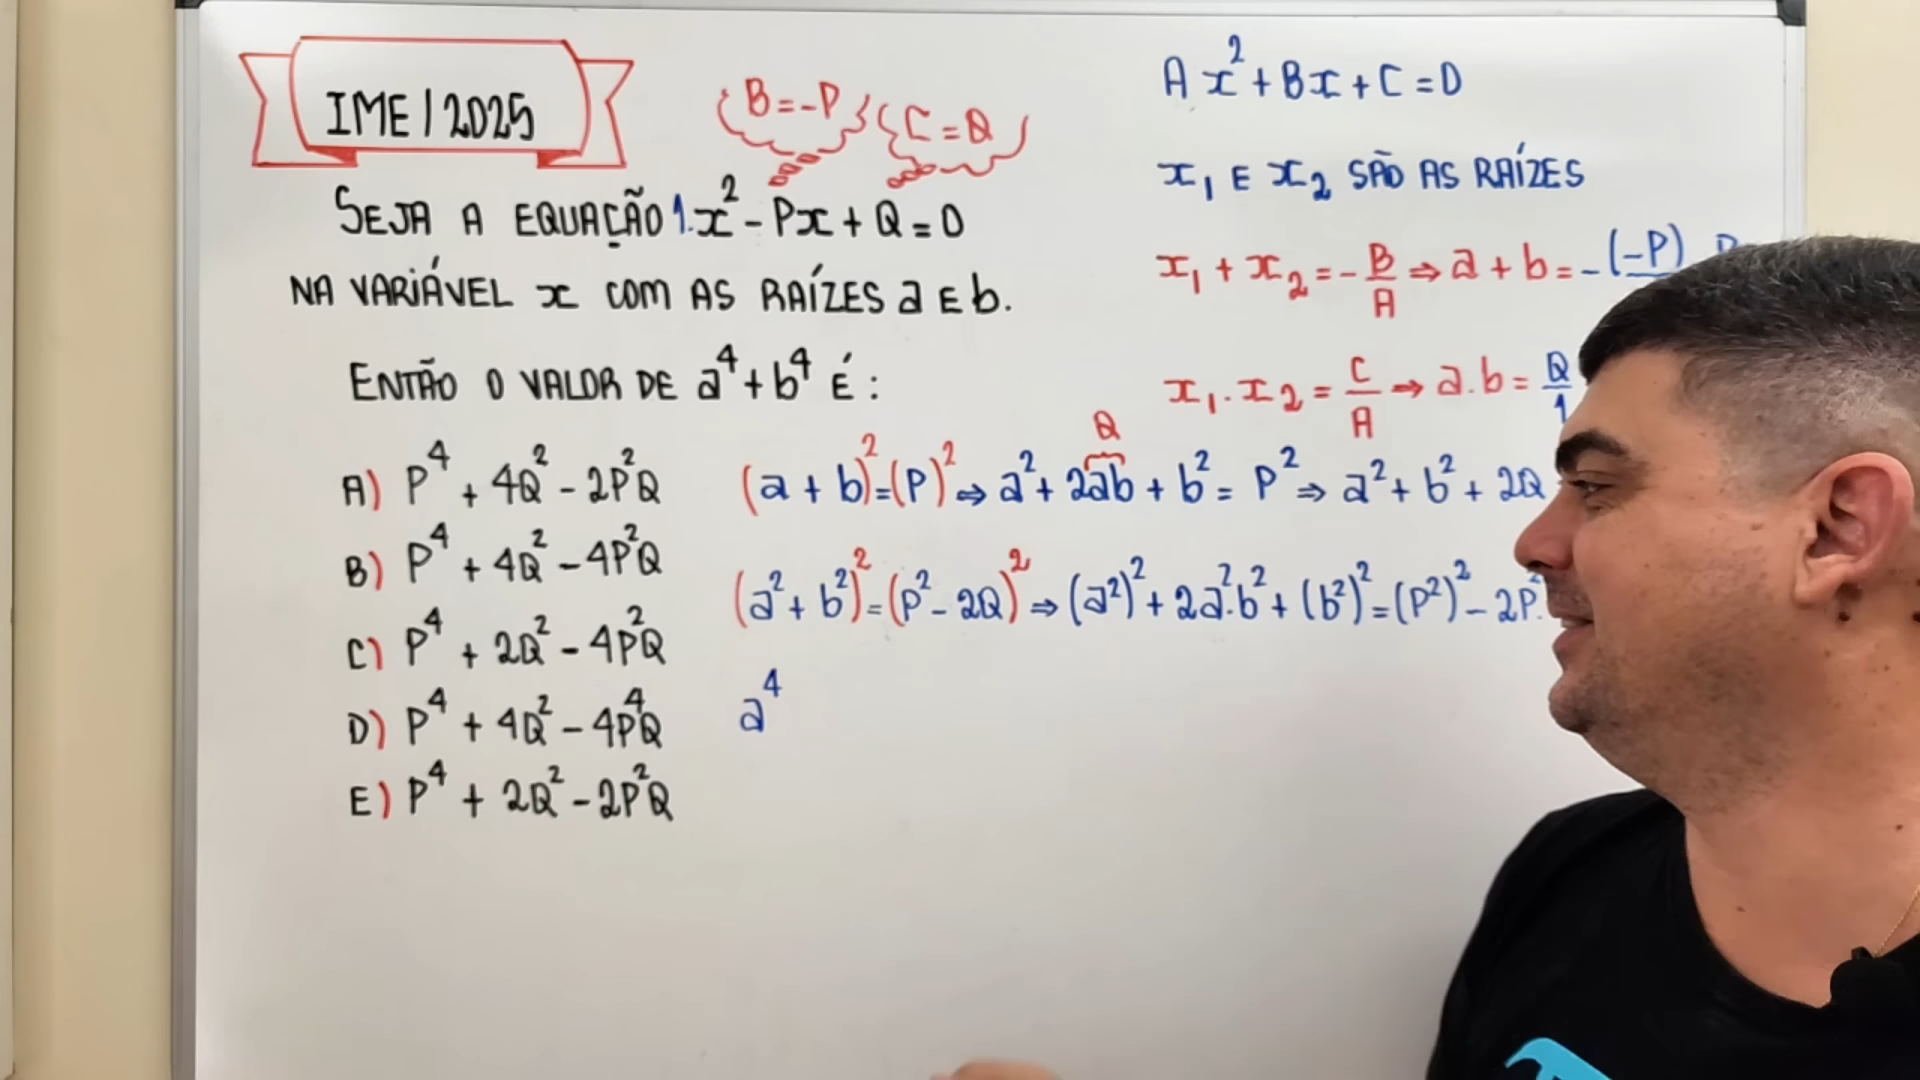 IME/2025
B=-P
C=Q
SEJA A EQUAÇÃO 1.x² - Px + Q = 0
NA VARIÁVEL x COM AS RAÍZES a E b.
ENTÃO O VALOR DE a⁴ + b⁴ É:
A) P⁴ + 4Q² - 2P²Q
B) P⁴ + 4Q² - 4P²Q
C) P⁴ + 2Q² - 4P²Q
D) P⁴ + 4Q² - 4P⁴Q
E) P⁴ + 2Q² - 2P²Q
Ax² + Bx + C = 0
x₁ E x₂ SÃO AS RAÍZES
x₁ + x₂ = - B/A ⇒ a + b = - (-P)
x₁ . x₂ = C/A ⇒ a.b = Q/1
Q
(a + b)² = (P)² ⇒ a² + 2ab + b² = P² ⇒ a² + b² + 2Q
(a² + b²)² = (P² - 2Q)² ⇒ (a²)² + 2a².b² + (b²)² = (P²)² - 2P²
a⁴